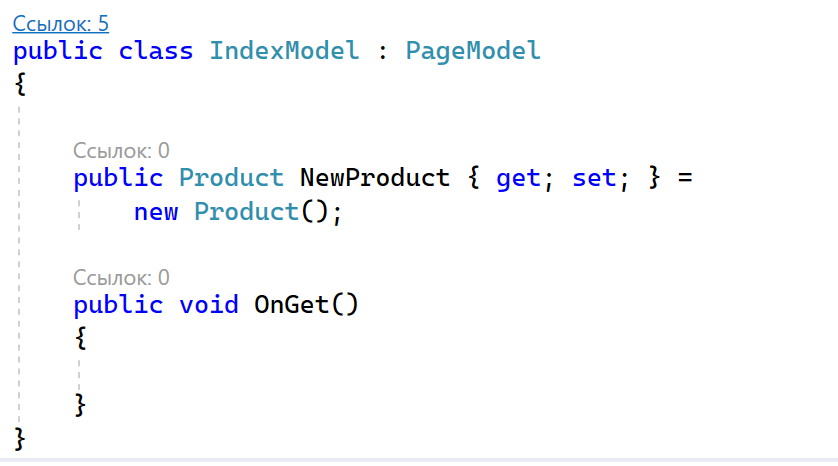 Ссылок: 5
public class IndexModel : PageModel
{
Ссылок: 0
public Product NewProduct { get; set; } =
new Product();
Ссылок: 0
public void OnGet()
{
}
}